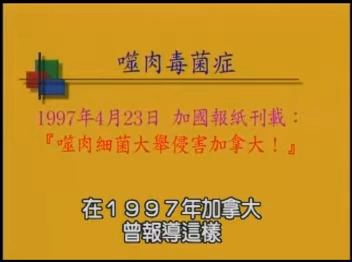 噬肉毒菌症
1997年4月23日 加國報紙刊載：
『噬肉細菌大舉侵害加拿大！』
在１９９７年加拿大
曾報導這樣